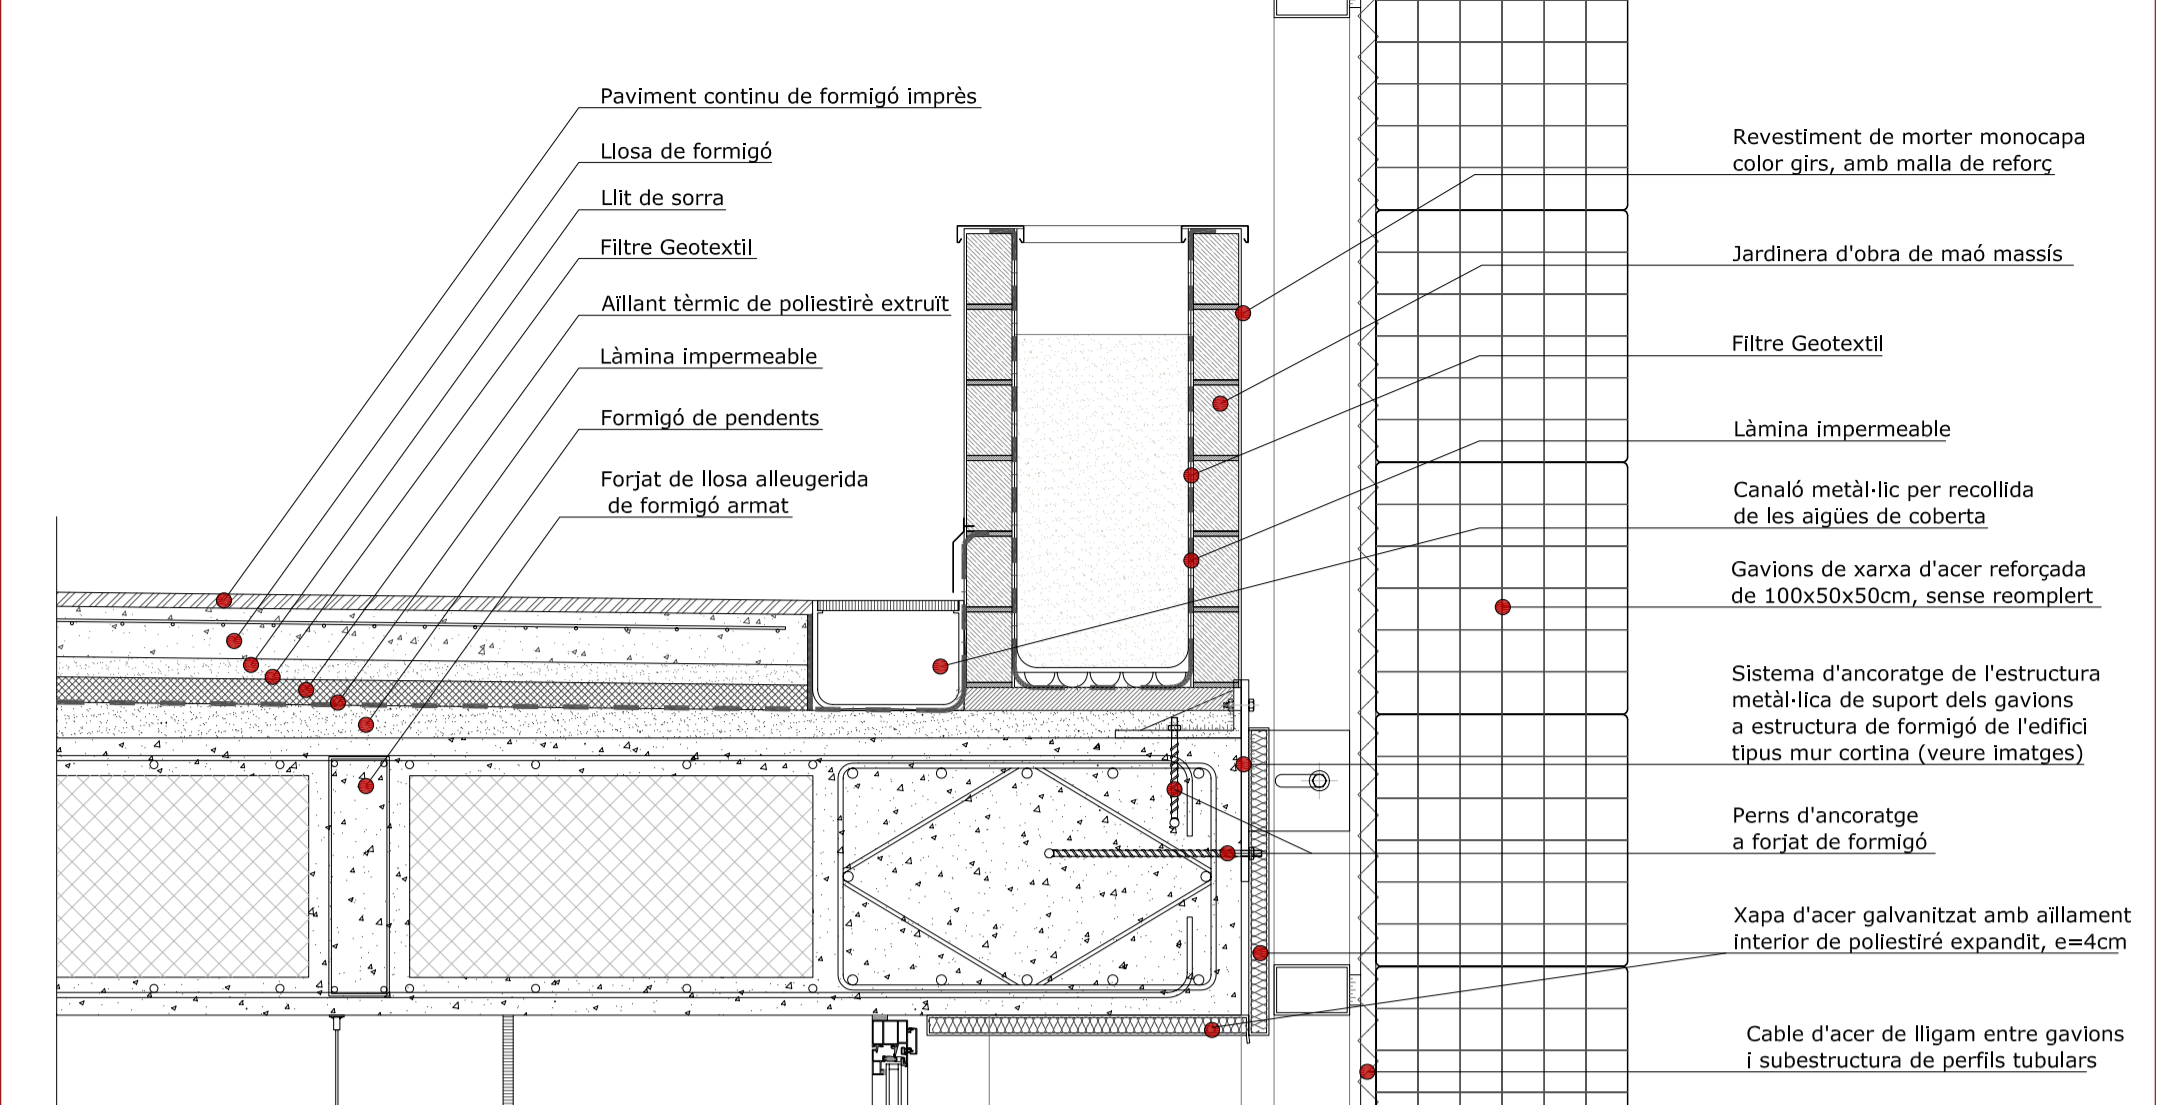 Paviment continu de formigó imprès
Llosa de formigó
Llit de sorra
Filtre Geotextil
Aïllant tèrmic de poliestirè extruït
Làmina impermeable
Formigó de pendents
Forjat de llosa alleugerida
de formigó armat
Revestiment de morter monocapa
color girs, amb malla de reforç
Jardinera d'obra de maó massís
Filtre Geotextil
Làmina impermeable
Canaló metàl·lic per recollida
de les aigües de coberta
Gavions de xarxa d'acer reforçada
de 100x50x50cm, sense reomplert
Sistema d'ancoratge de l'estructura
metàl·lica de suport dels gavions
a estructura de formigó de l'edifici
tipus mur cortina (veure imatges)
Perns d'ancoratge
a forjat de formigó
Xapa d'acer galvanitzat amb aïllament
interior de poliestiré expandit, e=4cm
Cable d'acer de lligam entre gavions
i subestructura de perfils tubulars